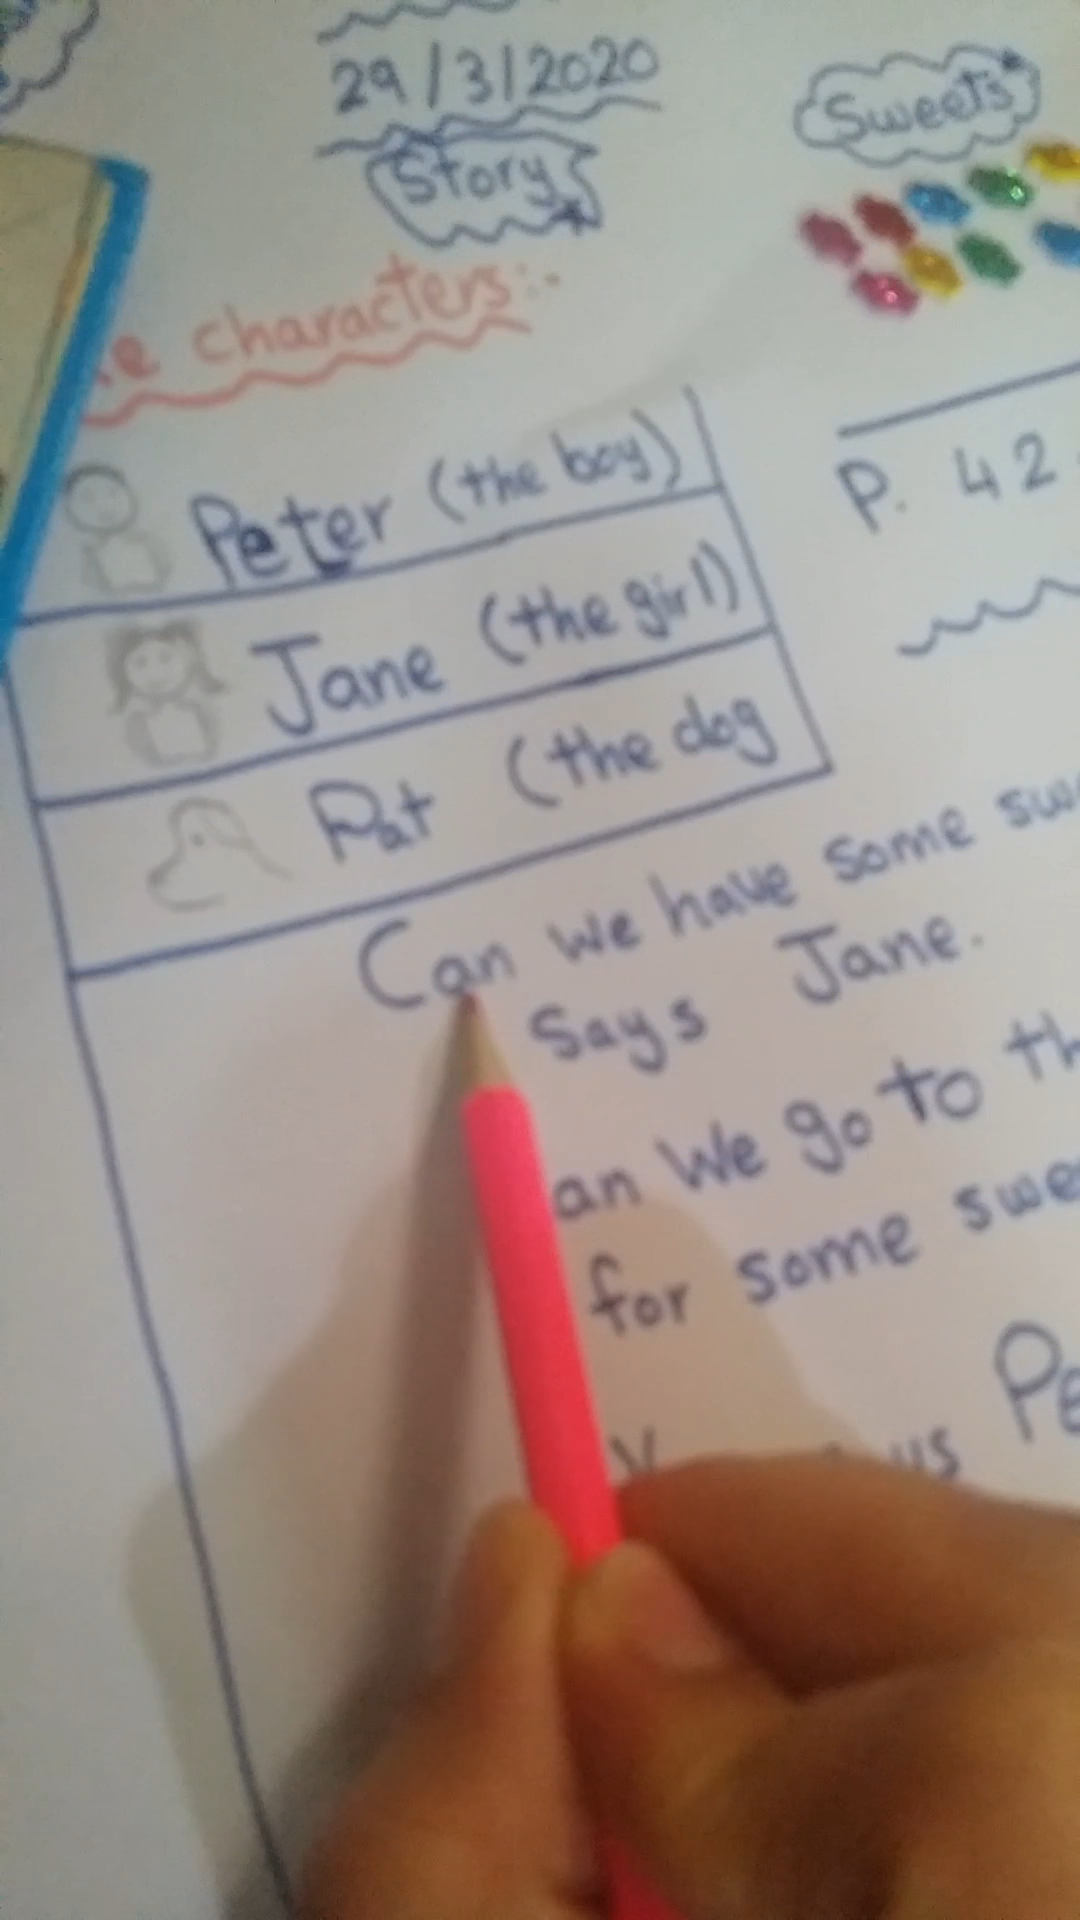 29/3/2020
Story
Sweets
characters:-
Peter (the boy)
P. 42
Jane (the girl)
Pat (the dog
Can we have some
Says Jane.
an We go to
for some
us